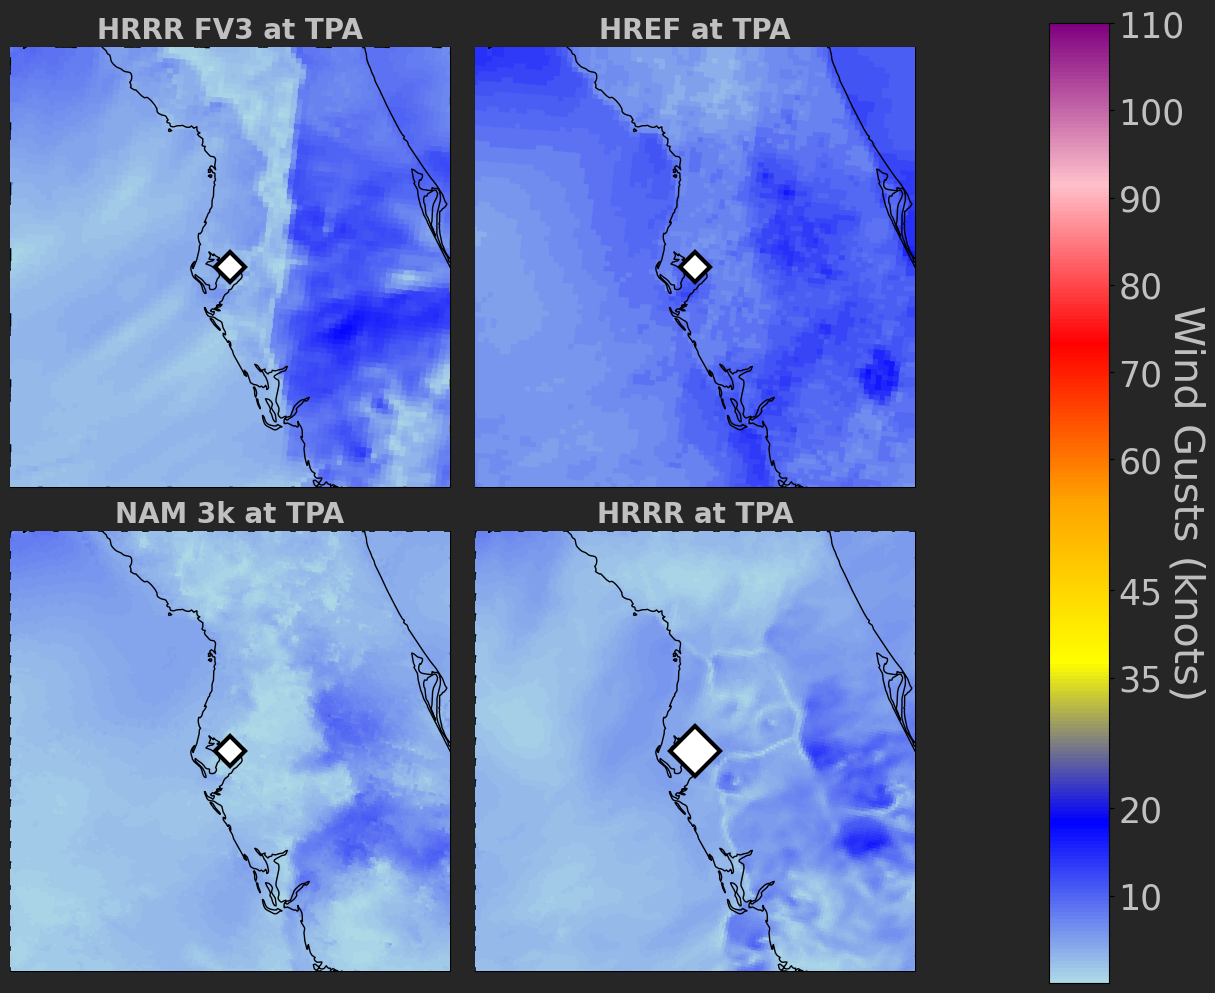 HRRR FV3 at TPA
HREF at TPA
NAM 3k at TPA
HRRR at TPA
110
100
90
80
70
60
45
35
20
10
Wind Gusts (knots)